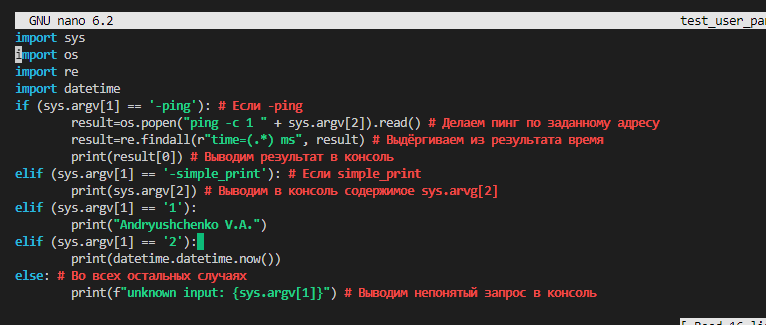 GNU nano 6.2 test_user_pa
import sys
import os
import re
import datetime
if (sys.argv[1] == '-ping'): # Если -ping
        result=os.popen("ping -c 1 " + sys.argv[2]).read() # Делаем пинг по заданному адресу
        result=re.findall(r"time=(.*) ms", result) # Выдёргиваем из результата время
        print(result[0]) # Выводим результат в консоль
elif (sys.argv[1] == '-simple_print'): # Если simple_print
        print(sys.argv[2]) # Выводим в консоль содержимое sys.arvg[2]
elif (sys.argv[1] == '1'):
        print("Andryushchenko V.A.")
elif (sys.argv[1] == '2'):
        print(datetime.datetime.now())
else: # Во всех остальных случаях
        print(f"unknown input: {sys.argv[1]}") # Выводим непонятый запрос в консоль